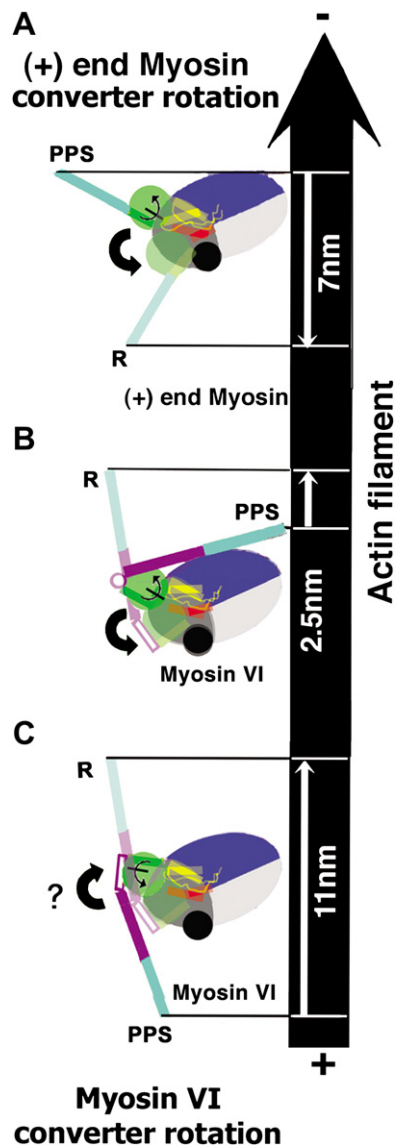 A
-
(+) end Myosin
converter rotation
PPS
7nm
R
(+) end Myosin
Actin filament
B
R
PPS
2.5nm
Myosin VI
C
R
?
11nm
Myosin VI
PPS
+
Myosin VI
converter rotation